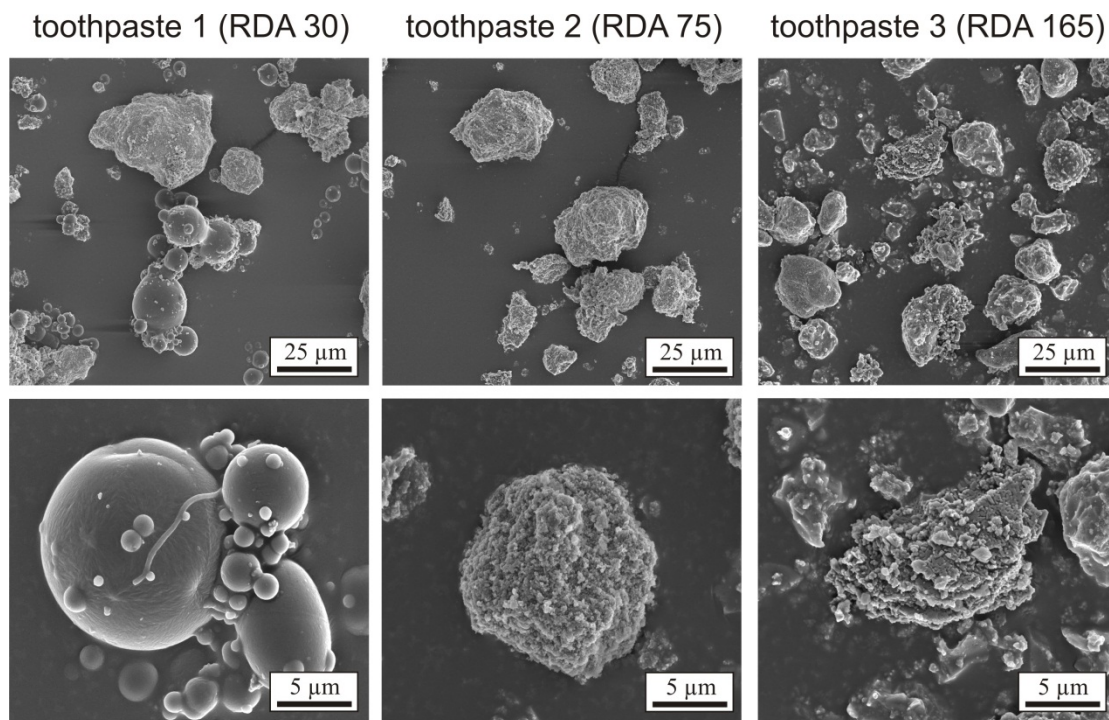 toothpaste 1 (RDA 30)
toothpaste 2 (RDA 75)
toothpaste 3 (RDA 165)
25 µm
25 µm
25 µm
5 µm
5 µm
5 µm